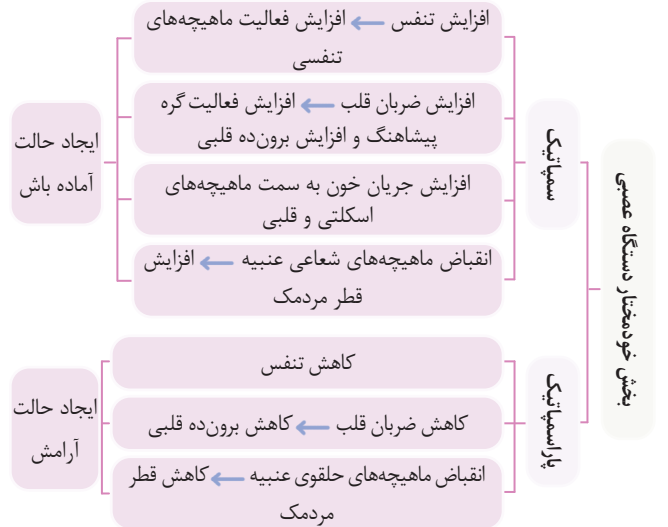 بخش خودمختار دستگاه عصبی
سمپاتیک
افزایش تنفس ← افزایش فعالیت ماهیچه‌های
تنفسی
افزایش ضربان قلب ← افزایش فعالیت گره
پیشاهنگ و افزایش برون‌ده قلبی
افزایش جریان خون به سمت ماهیچه‌های
اسکلتی و قلبی
انقباض ماهیچه‌های شعاعی عنبیه ← افزایش
قطر مردمک
ایجاد حالت
آماده باش
پاراسمپاتیک
کاهش تنفس
کاهش ضربان قلب ← کاهش برون‌ده قلبی
انقباض ماهیچه‌های حلقوی عنبیه ← کاهش قطر
مردمک
ایجاد حالت
آرامش